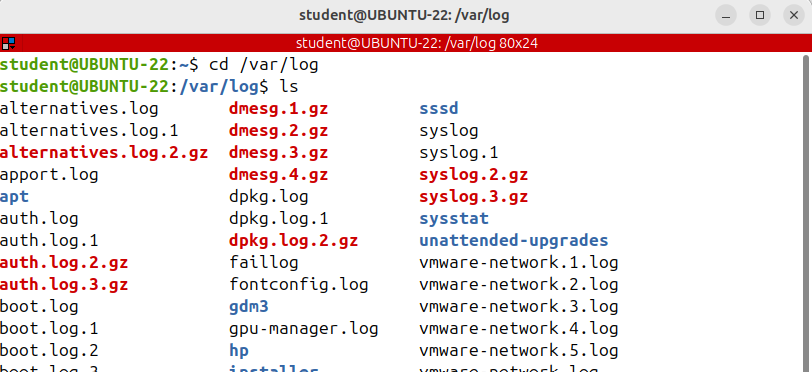 student@UBUNTU-22: /var/log
student@UBUNTU-22: /var/log 80x24
student@UBUNTU-22:~$ cd /var/log
student@UBUNTU-22:/var/log$ ls
alternatives.log dmesg.1.gz sssd
alternatives.log.1 dmesg.2.gz syslog
alternatives.log.2.gz dmesg.3.gz syslog.1
apport.log dmesg.4.gz syslog.2.gz
apt dpkg.log syslog.3.gz
auth.log dpkg.log.1 sysstat
auth.log.1 dpkg.log.2.gz unattended-upgrades
auth.log.2.gz faillog vmware-network.1.log
auth.log.3.gz fontconfig.log vmware-network.2.log
boot.log gdm3 vmware-network.3.log
boot.log.1 gpu-manager.log vmware-network.4.log
boot.log.2 hp vmware-network.5.log
boot.log.3 installer vmware-network.log